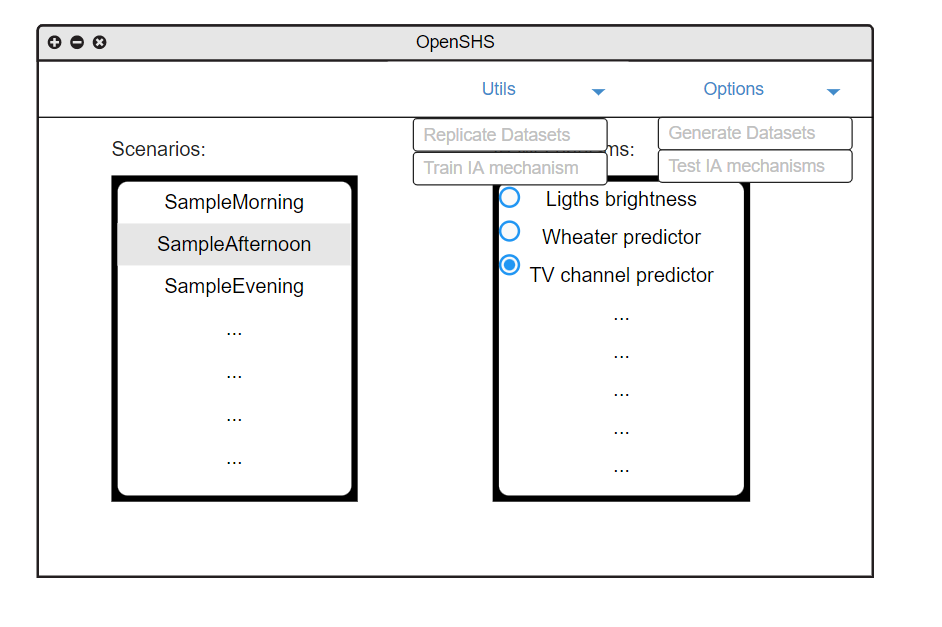 OpenSHS
Utils
Options
Replicate Datasets
Train IA mechanism
Generate Datasets
Test IA mechanisms
Scenarios:
ms:
SampleMorning
SampleAfternoon
SampleEvening
...
...
...
...
Ligths brightness
Wheater predictor
TV channel predictor
...
...
...
...
...